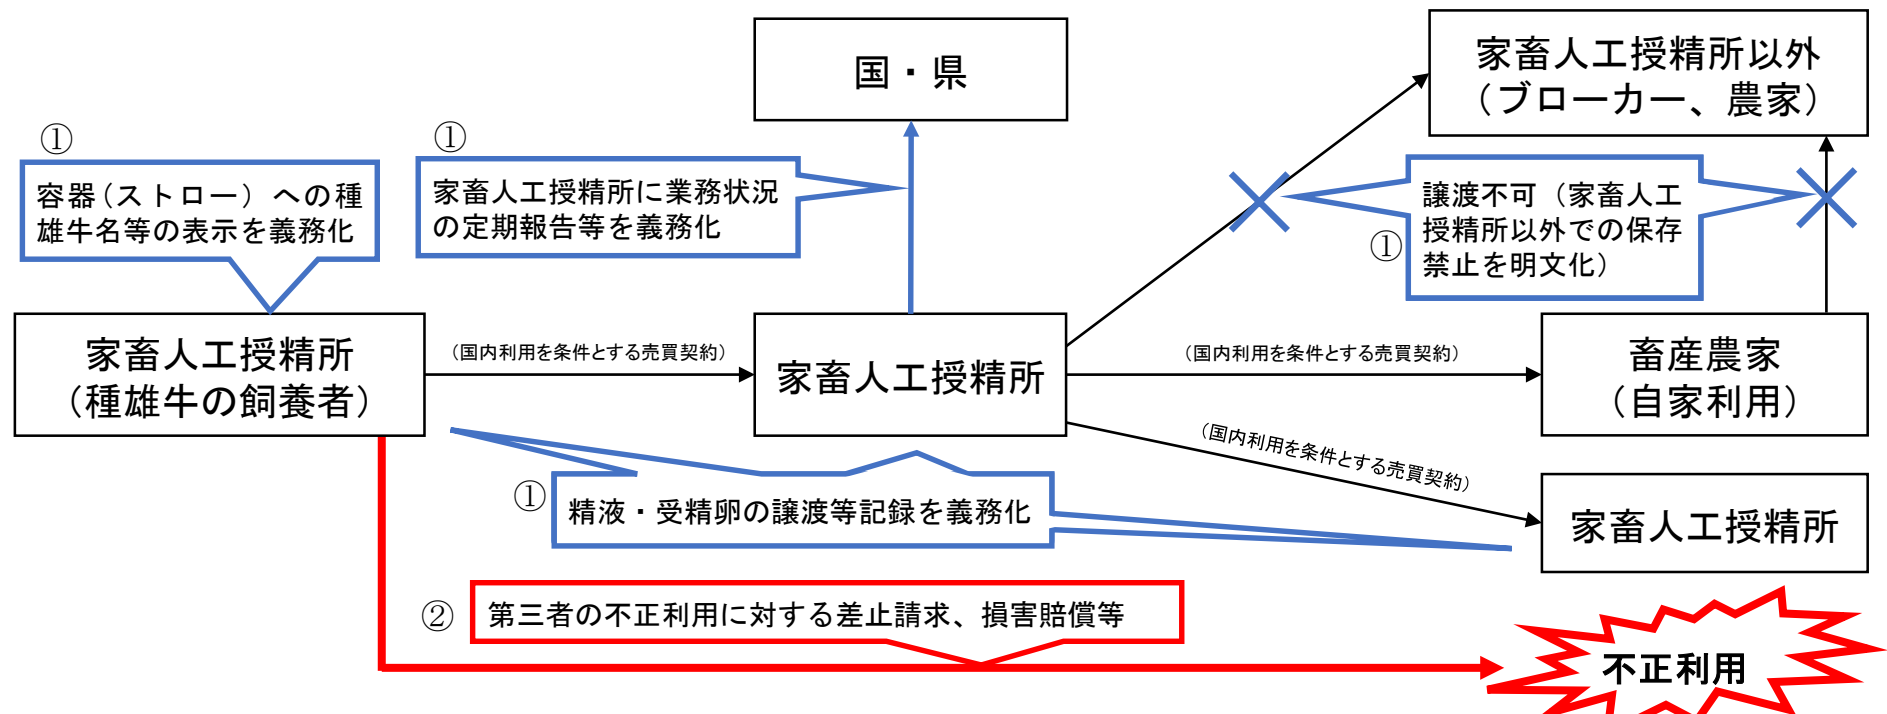 国・県
家畜人工授精所以外
（ブローカー、農家）
①
容器（ストロー）への種
雄牛名等の表示を義務化
①
家畜人工授精所に業務状況
の定期報告等を義務化
譲渡不可（家畜人工
授精所以外での保存
禁止を明文化）
①
家畜人工授精所
（種雄牛の飼養者）
（国内利用を条件とする売買契約）
家畜人工授精所
（国内利用を条件とする売買契約）
畜産農家
（自家利用）
（国内利用を条件とする売買契約）
①
精液・受精卵の譲渡等記録を義務化
家畜人工授精所
②
第三者の不正利用に対する差止請求、損害賠償等
不正利用